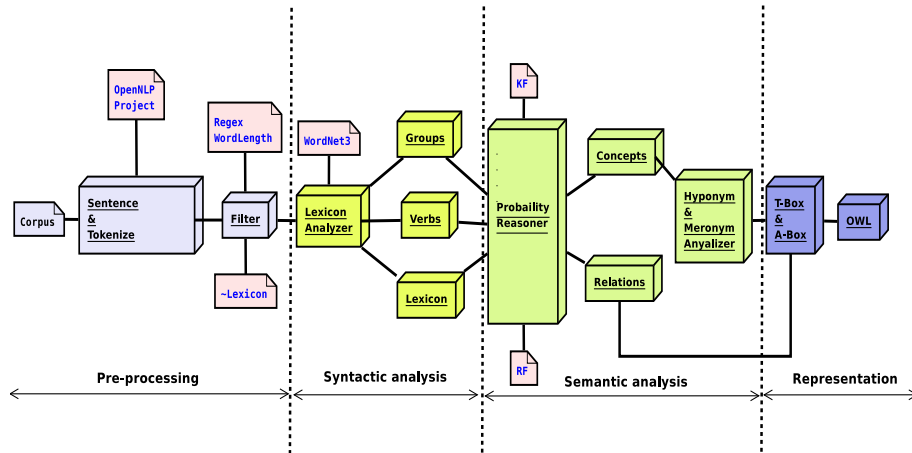 OpenNLP
Project
Regex
WordLength
WordNet3
KF
Corpus
Sentence
&
Tokenize
Filter
~Lexicon
Lexicon
Analyzer
Groups
Verbs
Lexicon
Probaility
Reasoner
RF
Concepts
Relations
Hyponym
&
Meronym
Anyalizer
T-Box
&
A-Box
OWL
Pre-processing
Syntactic analysis
Semantic analysis
Representation